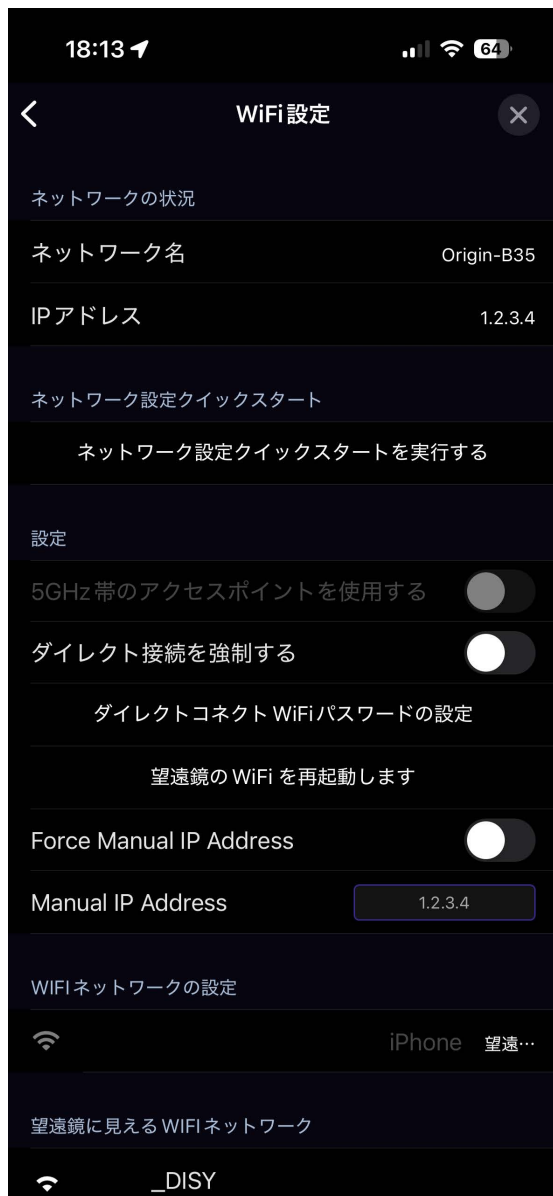 18:13
64
WiFi設定
ネットワークの状況
ネットワーク名 Origin-B35
IPアドレス 1.2.3.4
ネットワーク設定クイックスタート
ネットワーク設定クイックスタートを実行する
設定
5GHz帯のアクセスポイントを使用する
ダイレクト接続を強制する
ダイレクトコネクトWiFiパスワードの設定
望遠鏡のWiFi を再起動します
Force Manual IP Address
Manual IP Address 1.2.3.4
WIFIネットワークの設定
iPhone 望遠…
望遠鏡に見えるWIFIネットワーク
_DISY